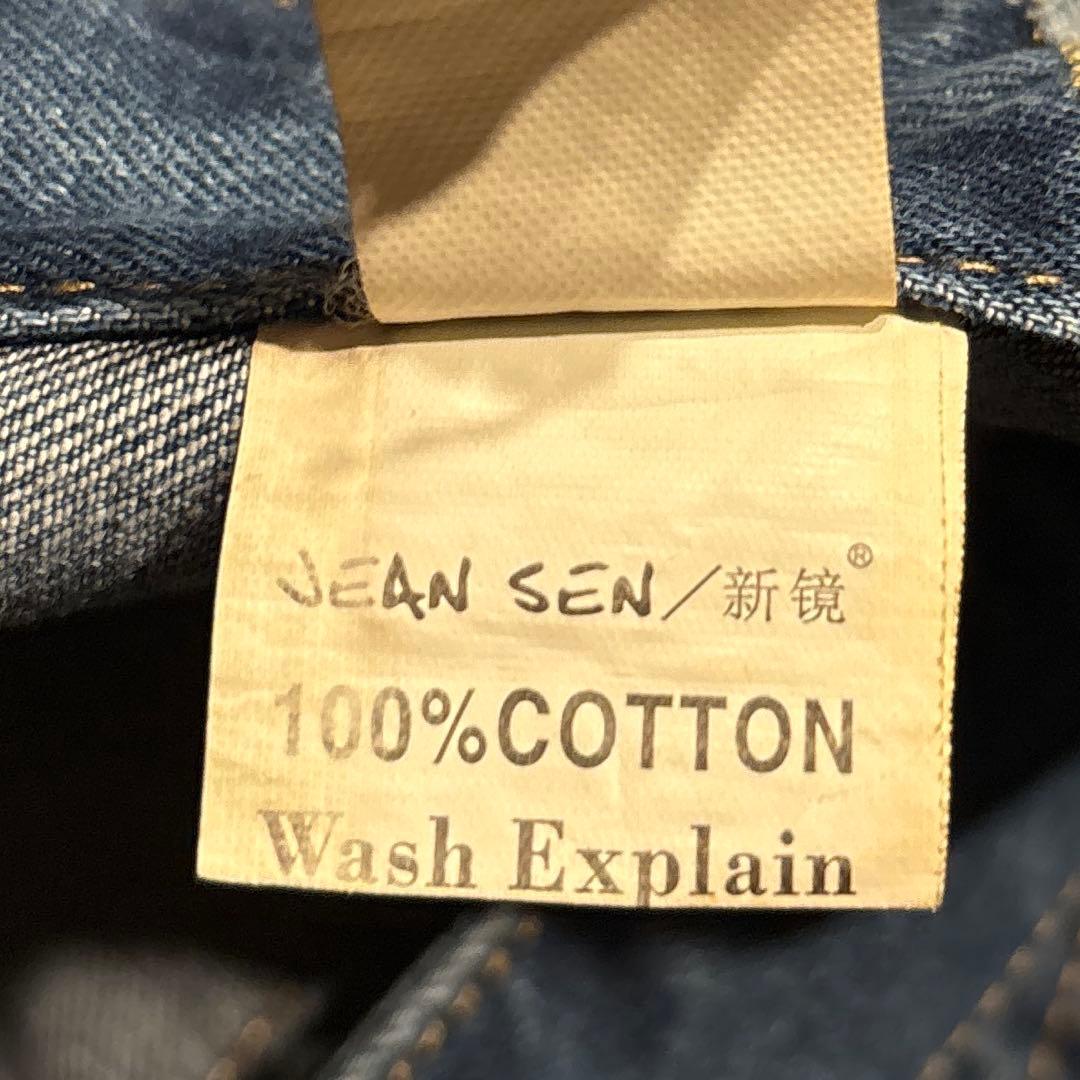 JEAN SEN/新镜®
100%COTTON
Wash Explain